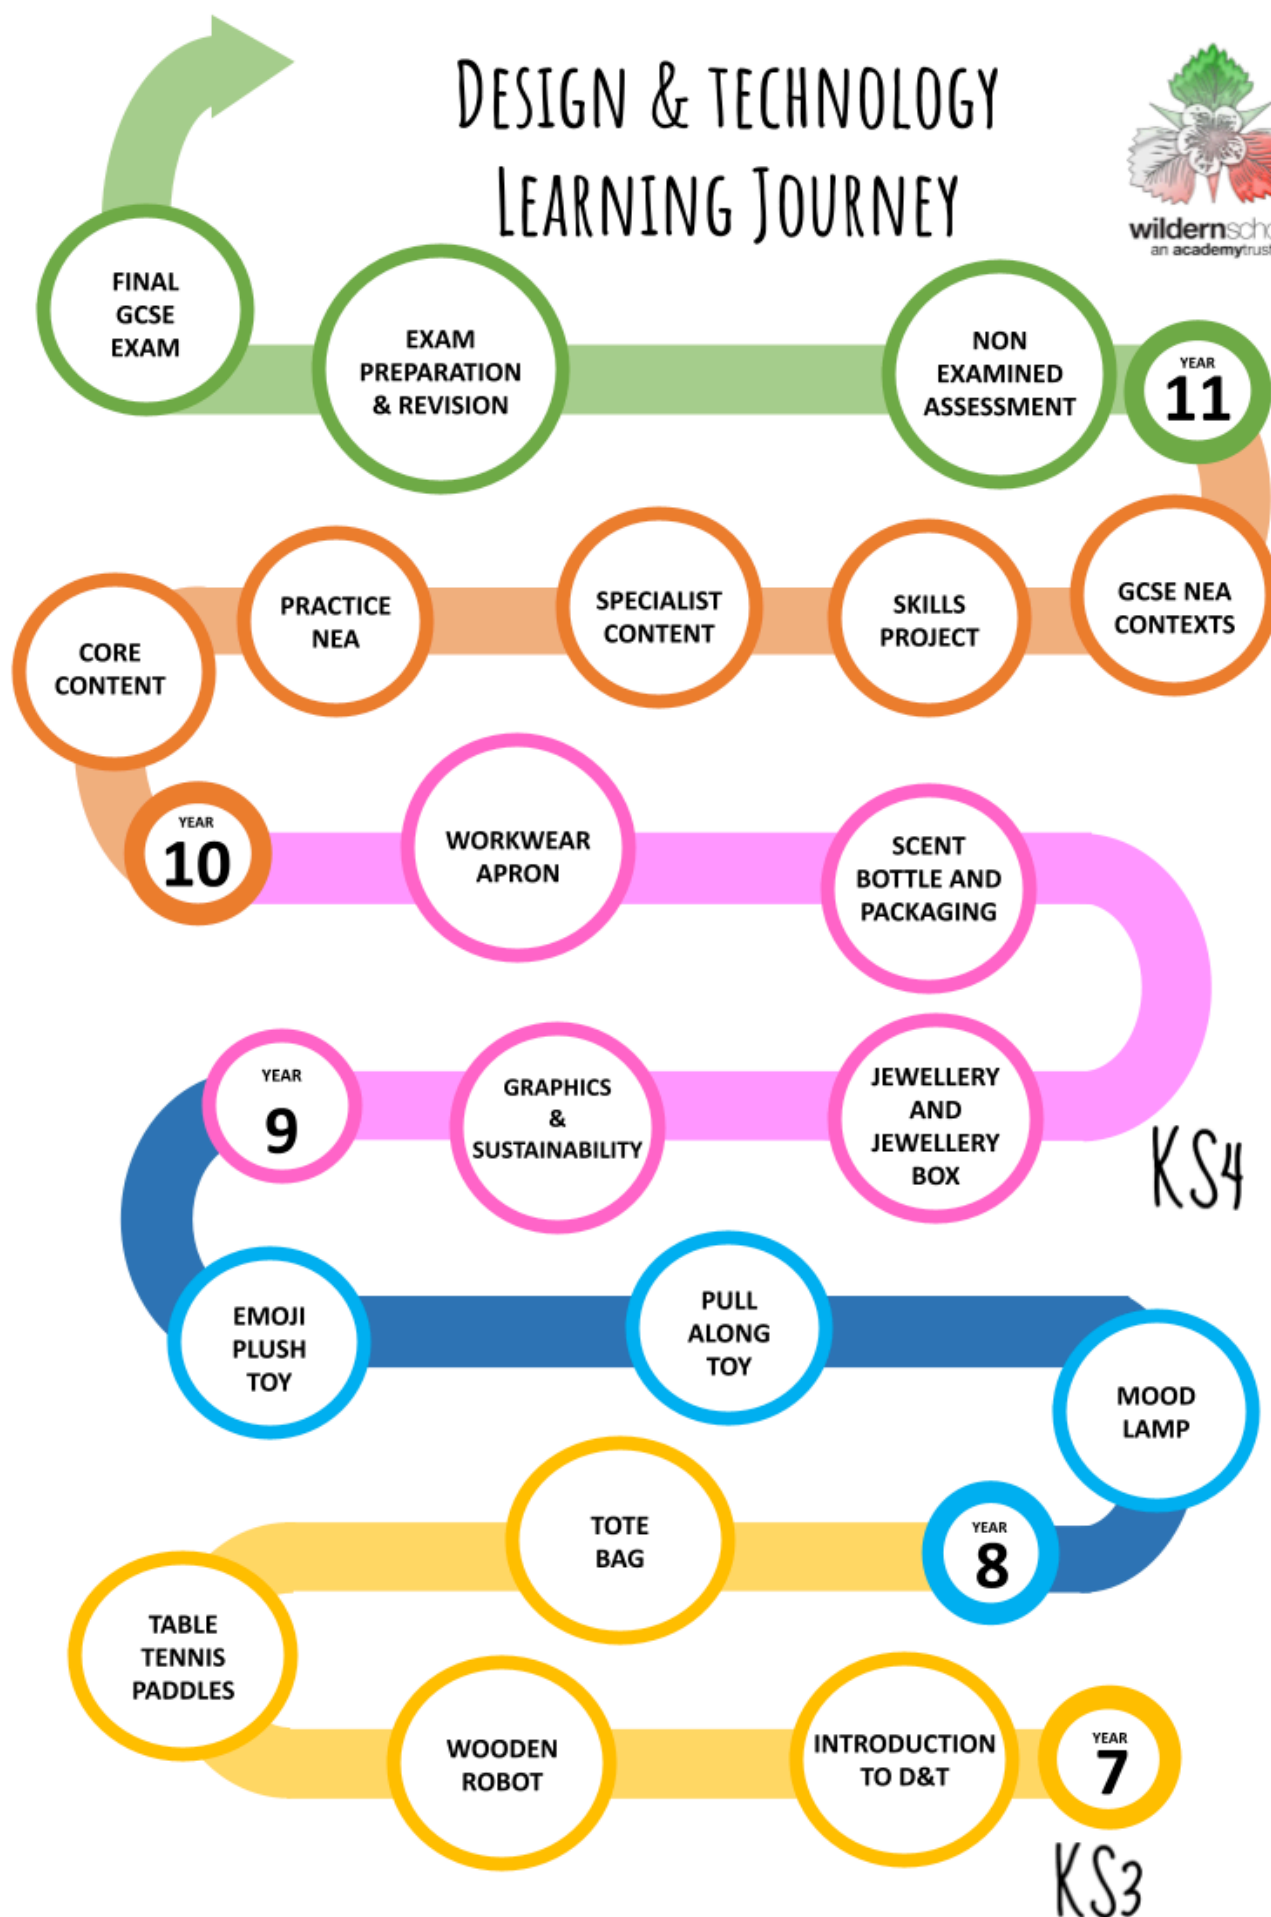 DESIGN & TECHNOLOGY
LEARNING JOURNEY
wildernscho
an academytrust
FINAL
GCSE
EXAM
EXAM
PREPARATION
& REVISION
NON
EXAMINED
ASSESSMENT
YEAR
11
CORE
CONTENT
PRACTICE
NEA
SPECIALIST
CONTENT
SKILLS
PROJECT
GCSE NEA
CONTEXTS
YEAR
10
WORKWEAR
APRON
SCENT
BOTTLE AND
PACKAGING
YEAR
9
GRAPHICS
&
SUSTAINABILITY
JEWELLERY
AND
JEWELLERY
BOX
KS4
EMOJI
PLUSH
TOY
PULL
ALONG
TOY
MOOD
LAMP
TOTE
BAG
YEAR
8
TABLE
TENNIS
PADDLES
WOODEN
ROBOT
INTRODUCTION
TO D&T
YEAR
7
KS3